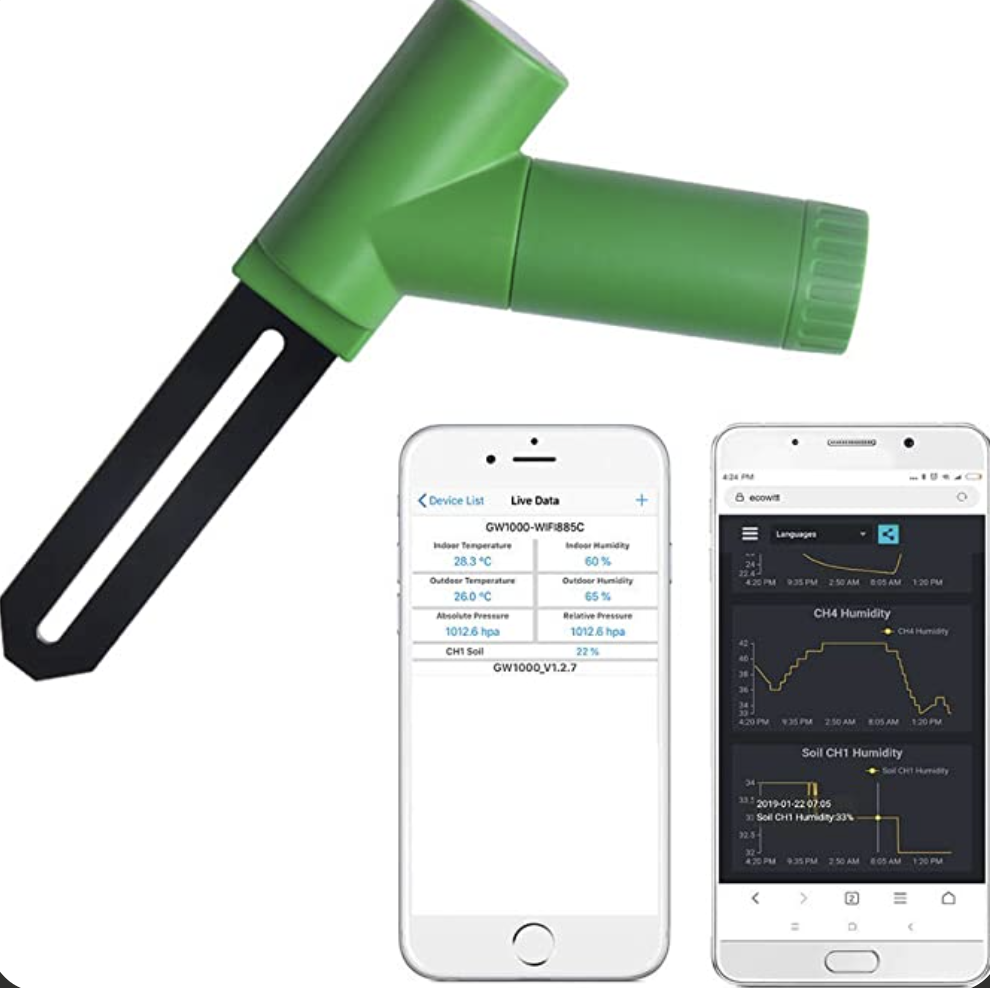 Device List Live Data +
GW1000-WIFI885C
Indoor Temperature Indoor Humidity
28.3 ºC 60 %
Outdoor Temperature Outdoor Humidity
26.0 ºC 65 %
Absolute Pressure Relative Pressure
1012.6 hpa 1012.6 hpa
CH1 Soil 22 %
GW1000_V1.2.7
4:24 PM
ecowitt
Languages
24
22.4
4:20 PM 9:35 PM 2:50 AM 8:05 AM 1:20 PM
CH4 Humidity
CH4 Humidity
42
40
38
36
34
33
4:20 PM 9:35 PM 2:50 AM 8:05 AM 1:20 PM
Soil CH1 Humidity
Soil CH1 Humidity
34
33.5
2019-01-22 07:05
Soil CH1 Humidity:33%
32.5
32
4:20 PM 9:35 PM 2:50 AM 8:05 AM 1:20 PM
2